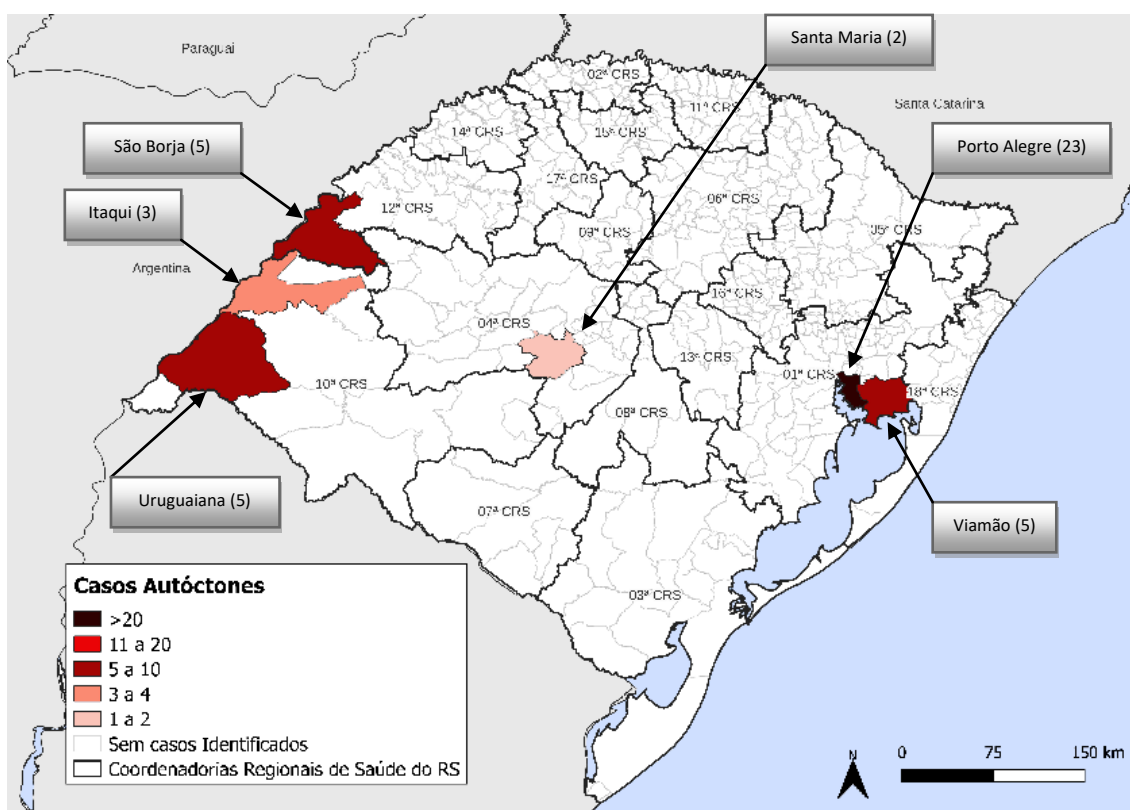 Santa Maria (2)
Paraguai
02ª CRS
11ª CRS
Santa Catarina
14ª CRS
15ª CRS
São Borja (5)
Porto Alegre (23)
17ª CRS
06ª CRS
Itaqui (3)
12ª CRS
09ª CRS
05ª CRS
Argentina
16ª CRS
04ª CRS
13ª CRS
01ª CRS
10ª CRS
18ª CRS
08ª CRS
Uruguaiana (5)
07ª CRS
Viamão (5)
03ª CRS
Casos Autóctones
>20
11 a 20
5 a 10
3 a 4
1 a 2
Sem casos Identificados
Coordenadorias Regionais de Saúde do RS
N
0 75 150 km